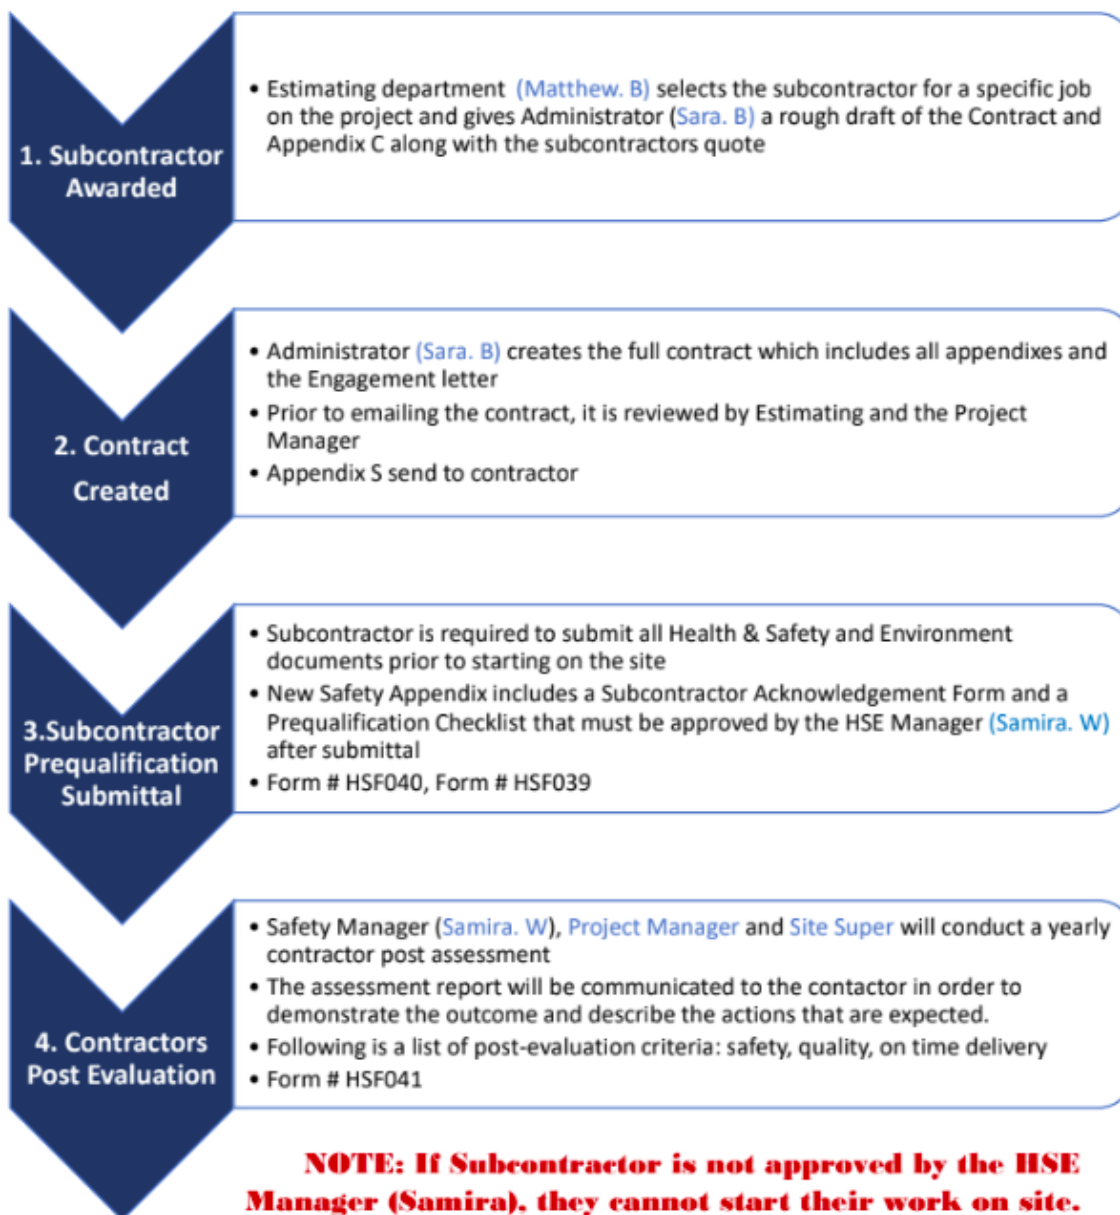 1. Subcontractor
Awarded
• Estimating department (Matthew. B) selects the subcontractor for a specific job
on the project and gives Administrator (Sara. B) a rough draft of the Contract and
Appendix C along with the subcontractors quote
2. Contract
Created
• Administrator (Sara. B) creates the full contract which includes all appendixes and
the Engagement letter
• Prior to emailing the contract, it is reviewed by Estimating and the Project
Manager
• Appendix S send to contractor
3.Subcontractor
Prequalification
Submittal
• Subcontractor is required to submit all Health & Safety and Environment
documents prior to starting on the site
• New Safety Appendix includes a Subcontractor Acknowledgement Form and a
Prequalification Checklist that must be approved by the HSE Manager (Samira. W)
after submittal
• Form # HSF040, Form # HSF039
4. Contractors
Post Evaluation
• Safety Manager (Samira. W), Project Manager and Site Super will conduct a yearly
contractor post assessment
• The assessment report will be communicated to the contactor in order to
demonstrate the outcome and describe the actions that are expected.
• Following is a list of post-evaluation criteria: safety, quality, on time delivery
• Form # HSF041
NOTE: If Subcontractor is not approved by the HSE
Manager (Samira), they cannot start their work on site.